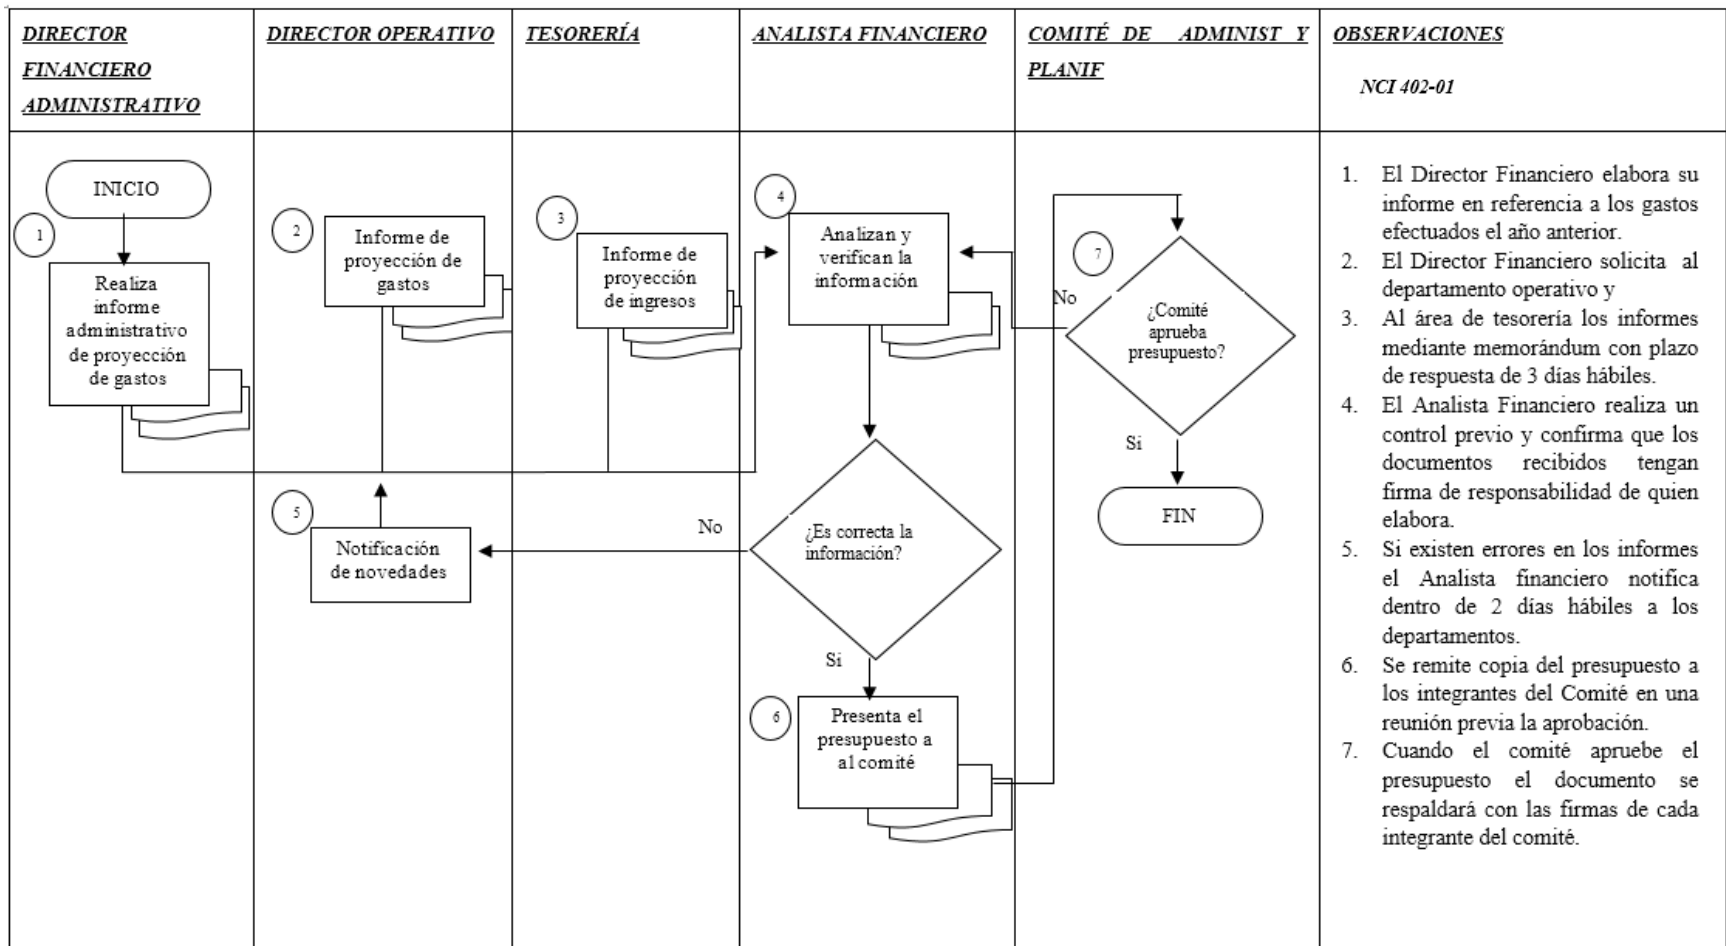 DIRECTOR
FINANCIERO
ADMINISTRATIVO
DIRECTOR OPERATIVO
TESORERÍA
ANALISTA FINANCIERO
COMITÉ DE ADMINIST Y
PLANIF
OBSERVACIONES
NCI 402-01
INICIO
1
Realiza
informe
administrativo
de proyección
de gastos
2
Informe de
proyección de
gastos
3
Informe de
proyección
de ingresos
4
Analizan y
verifican la
información
5
Notificación
de novedades
No
¿Es correcta la
información?
Si
6
Presenta el
presupuesto a
al comité
7
No
¿Comité
aprueba
presupuesto?
Si
FIN
1. El Director Financiero elabora su
informe en referencia a los gastos
efectuados el año anterior.
2. El Director Financiero solicita al
departamento operativo y
3. Al área de tesorería los informes
mediante memorándum con plazo
de respuesta de 3 días hábiles.
4. El Analista Financiero realiza un
control previo y confirma que los
documentos recibidos tengan
firma de responsabilidad de quien
elabora.
5. Si existen errores en los informes
el Analista financiero notifica
dentro de 2 días hábiles a los
departamentos.
6. Se remite copia del presupuesto a
los integrantes del Comité en una
reunión previa la aprobación.
7. Cuando el comité apruebe el
presupuesto el documento se
respaldará con las firmas de cada
integrante del comité.